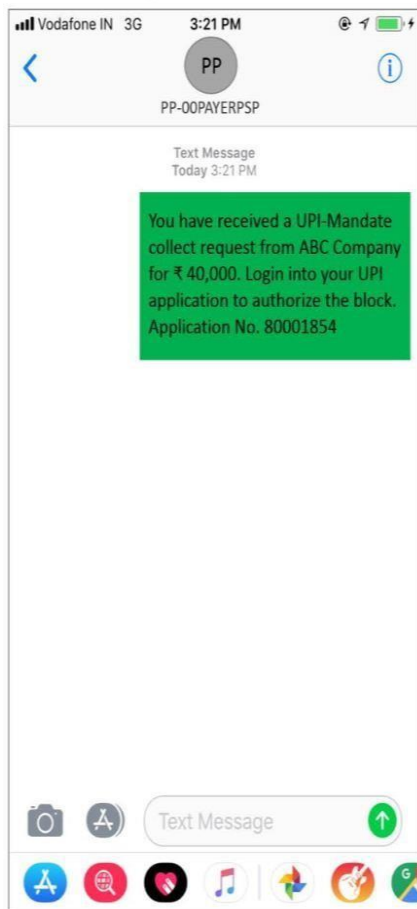 Vodafone IN 3G 3:21 PM
PP
PP-00PAYERPSP
Text Message
Today 3:21 PM
You have received a UPI-Mandate
collect request from ABC Company
for ₹ 40,000. Login into your UPI
application to authorize the block.
Application No. 80001854
Text Message
G